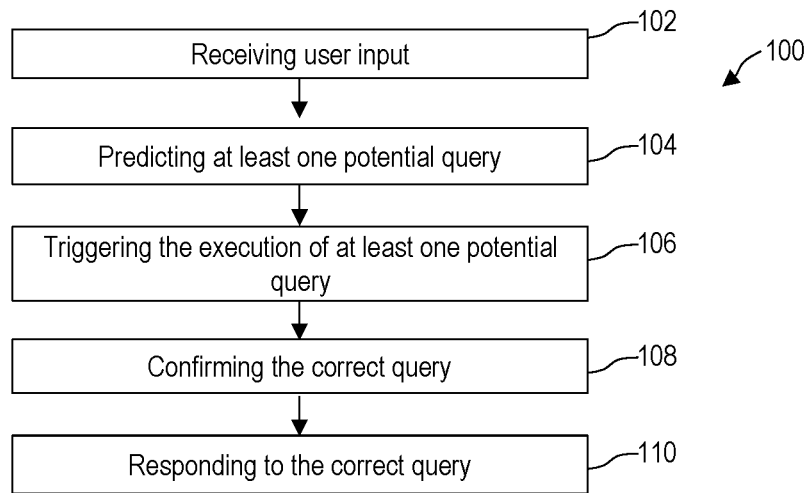 102
Receiving user input
100
Predicting at least one potential query
104
Triggering the execution of at least one potential
query
106
Confirming the correct query
108
Responding to the correct query
110